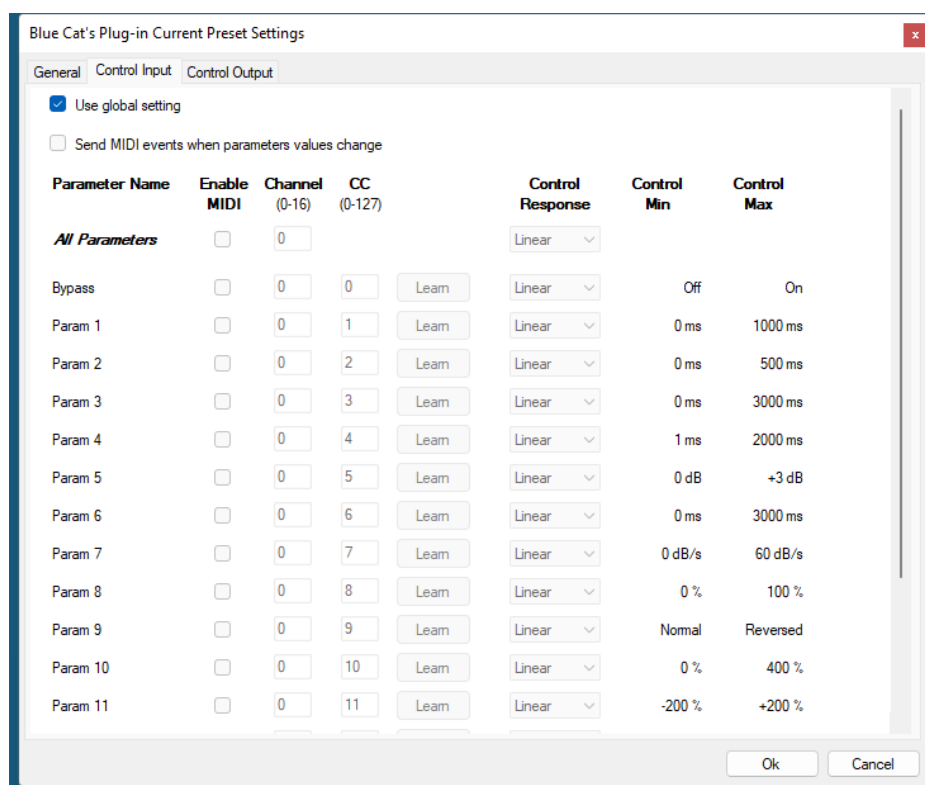 Blue Cat's Plug-in Current Preset Settings x
General Control Input Control Output
Use global setting
Send MIDI events when parameters values change
Parameter Name Enable Channel CC Control Control Control
MIDI (0-16) (0-127) Response Min Max
All Parameters 0 Linear
Bypass 0 0 Learn Linear Off On
Param 1 0 1 Learn Linear 0 ms 1000 ms
Param 2 0 2 Learn Linear 0 ms 500 ms
Param 3 0 3 Learn Linear 0 ms 3000 ms
Param 4 0 4 Learn Linear 1 ms 2000 ms
Param 5 0 5 Learn Linear 0 dB +3 dB
Param 6 0 6 Learn Linear 0 ms 3000 ms
Param 7 0 7 Learn Linear 0 dB/s 60 dB/s
Param 8 0 8 Learn Linear 0 % 100 %
Param 9 0 9 Learn Linear Normal Reversed
Param 10 0 10 Learn Linear 0 % 400 %
Param 11 0 11 Learn Linear -200 % +200 %
Ok Cancel